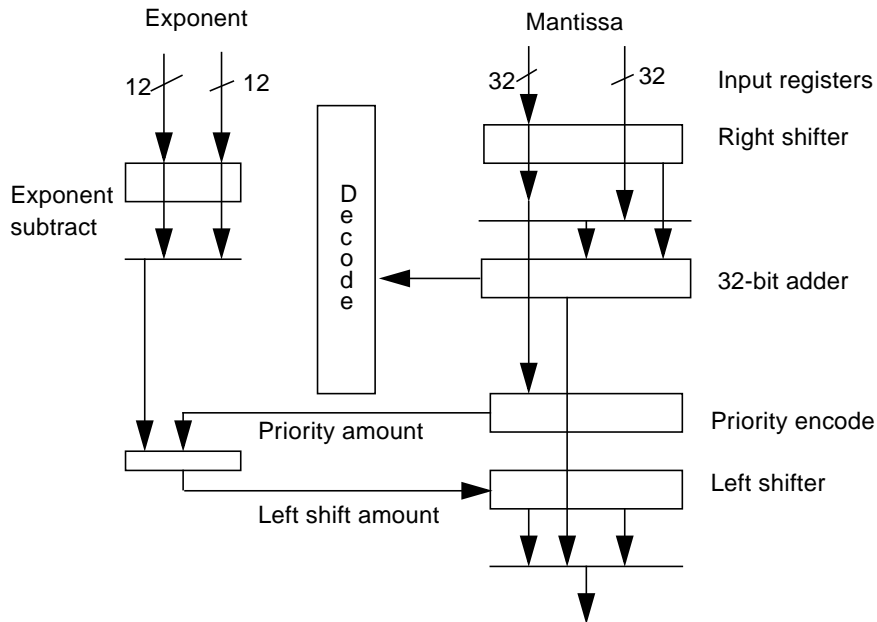 Exponent
Mantissa
12
12
32
32
Input registers
Right shifter
Exponent
subtract
Decode
32-bit adder
Priority amount
Priority encode
Left shift amount
Left shifter